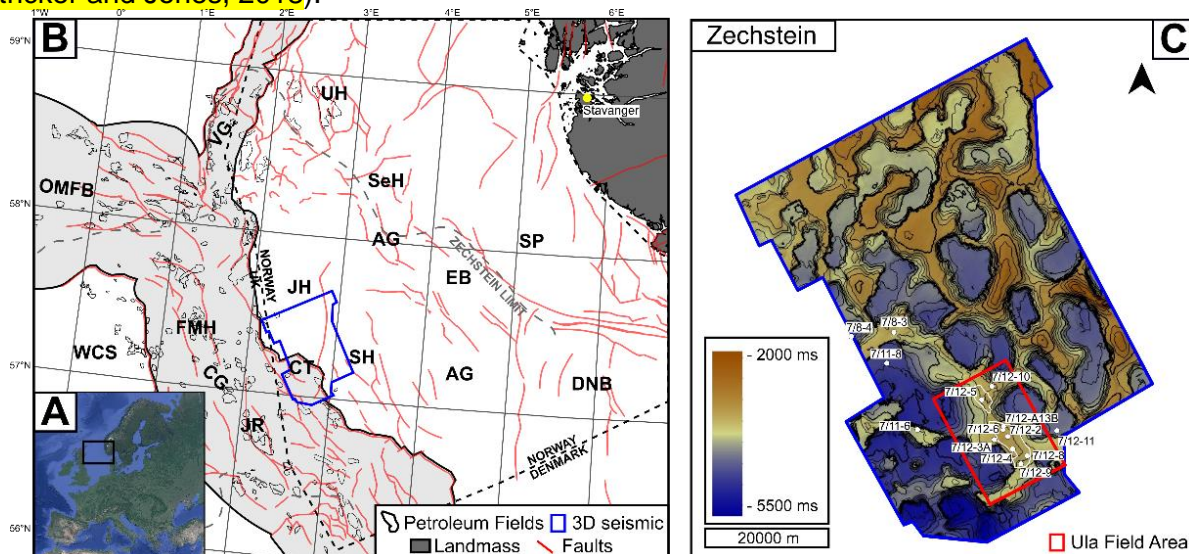 1°W 0° 1°E 2°E 3°E 4°E 5°E 6°E
59°N
B
UH
Stavanger
VG
OMFB
SeH
58°N
AG
SP
ZECHSTEIN LIMIT
NORWAY
UK
EB
JH
FMH
WCS
SH
57°N
CT
CG
AG
DNB
A
JR
NORWAY
DENMARK
56°N
Petroleum Fields
3D seismic
Landmass
Faults
Zechstein
C
7/8-4
7/8-3
7/11-8
7/12-10
7/12-5
7/11-6
7/12-A13B
7/12-6
7/12-2
7/12-3A
7/12-11
7/12-4
7/12-8
7/12-9
- 2000 ms
- 5500 ms
20000 m
Ula Field Area